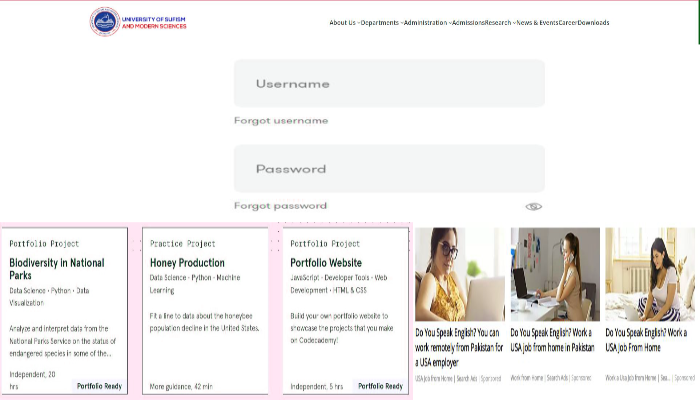 UNIVERSITY OF SUFISM
AND MODERN SCIENCES
About Us Departments Administration Admissions Research News & Events Career Downloads
Username
Forgot username
Password
Forgot password
Portfolio Project
Biodiversity in National
Parks
Data Science • Python • Data
Visualization
Analyze and interpret data from the
National Parks Service on the status of
endangered species in some of the...
Independent, 20
hrs
Portfolio Ready
Practice Project
Honey Production
Data Science • Python • Machine
Learning
Fit a line to data about the honeybee
population decline in the United States.
More guidance, 42 min
Portfolio Project
Portfolio Website
JavaScript • Developer Tools • Web
Development • HTML & CSS
Build your own portfolio website to
showcase the projects that you make
on Codecademy!
Independent, 5 hrs
Portfolio Ready
Do You Speak English? You can
work remotely from Pakistan for
a USA employer
USA Job From Home | Search Ads | Sponsored
Do You Speak English? Work a
USA job from home in Pakistan
Work from Home | Search Ads | Sponsored
Do You Speak English? Work a
USA Job From Home
Work a Usa Job From Home | Sea... | Sponsored